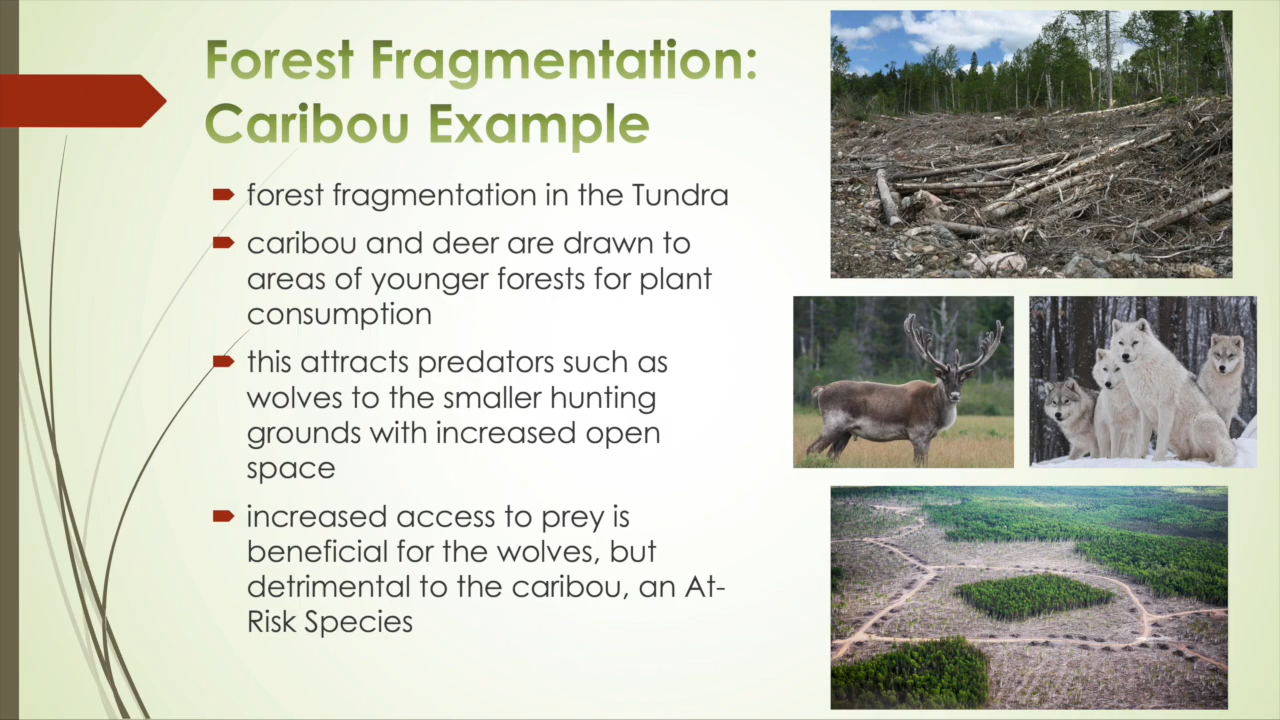 Forest Fragmentation:
Caribou Example
forest fragmentation in the Tundra
caribou and deer are drawn to
areas of younger forests for plant
consumption
this attracts predators such as
wolves to the smaller hunting
grounds with increased open
space
increased access to prey is
beneficial for the wolves, but
detrimental to the caribou, an At-
Risk Species